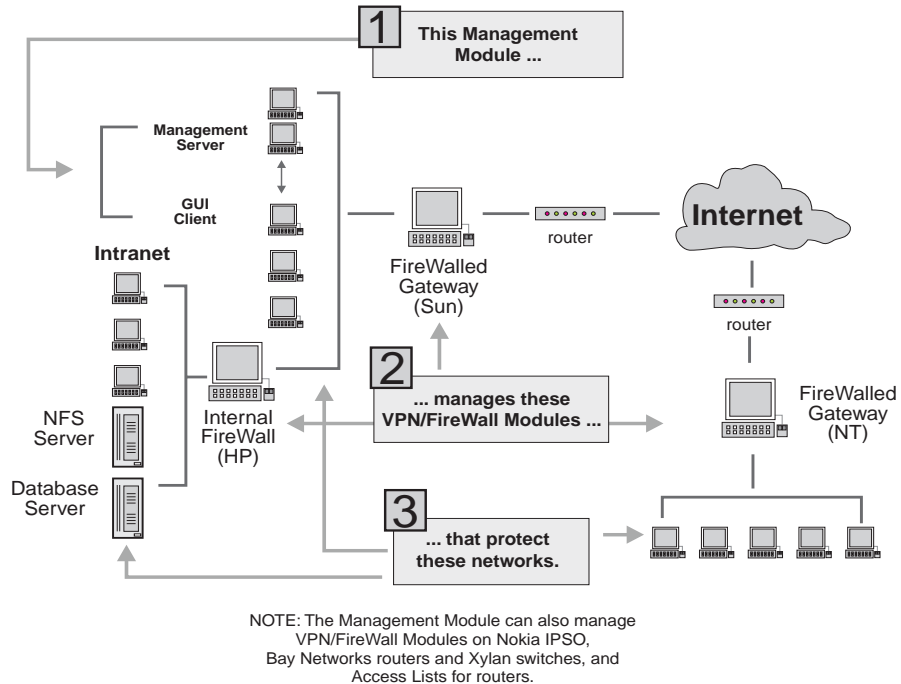 1
This Management
Module ...
Management
Server
GUI
Client
Intranet
FireWalled
Gateway
(Sun)
router
Internet
router
2
... manages these
VPN/FireWall Modules ...
FireWalled
Gateway
(NT)
NFS
Server
Internal
FireWall
(HP)
Database
Server
3
... that protect
these networks.
NOTE: The Management Module can also manage
VPN/FireWall Modules on Nokia IPSO,
Bay Networks routers and Xylan switches, and
Access Lists for routers.